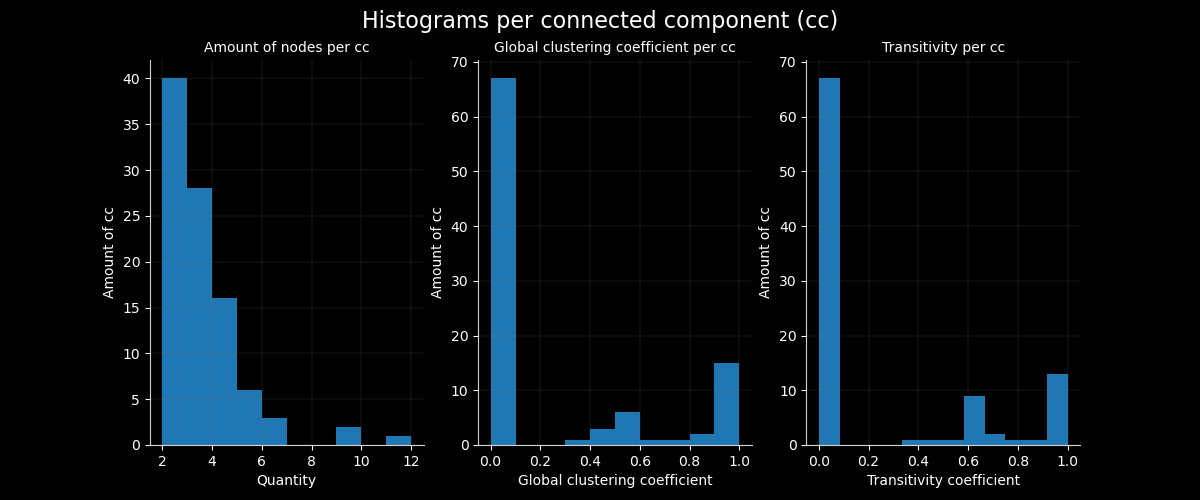 Histograms per connected component (cc)
Amount of nodes per cc
Global clustering coefficient per cc
Transitivity per cc
Amount of cc
40
35
30
25
20
15
10
5
0
2 4 6 8 10 12
Quantity
Amount of cc
70
60
50
40
30
20
10
0
0.0 0.2 0.4 0.6 0.8 1.0
Global clustering coefficient
Amount of cc
70
60
50
40
30
20
10
0
0.0 0.2 0.4 0.6 0.8 1.0
Transitivity coefficient